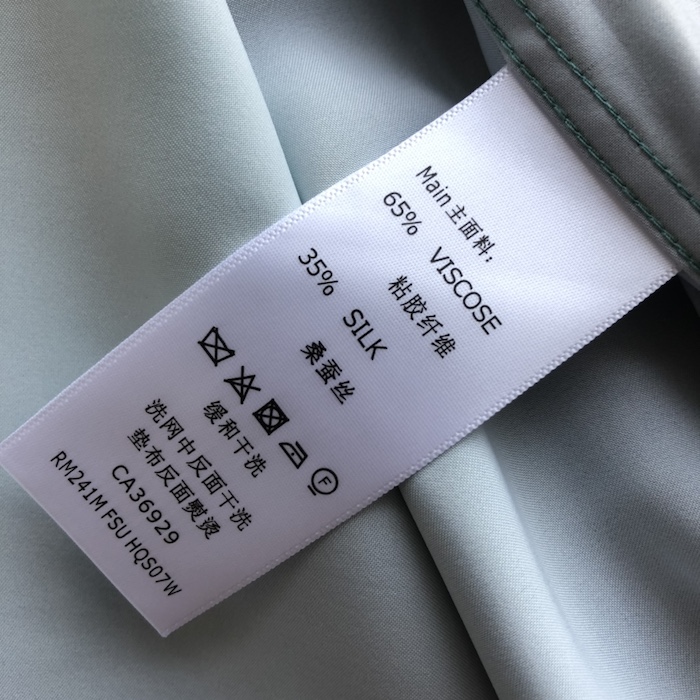 Main 主面料:
65% VISCOSE
粘胶纤维
35% SILK
桑蚕丝
F
缓和干洗
洗网中反面干洗
垫布反面熨烫
CA36929
RM241M FSU HQS07W